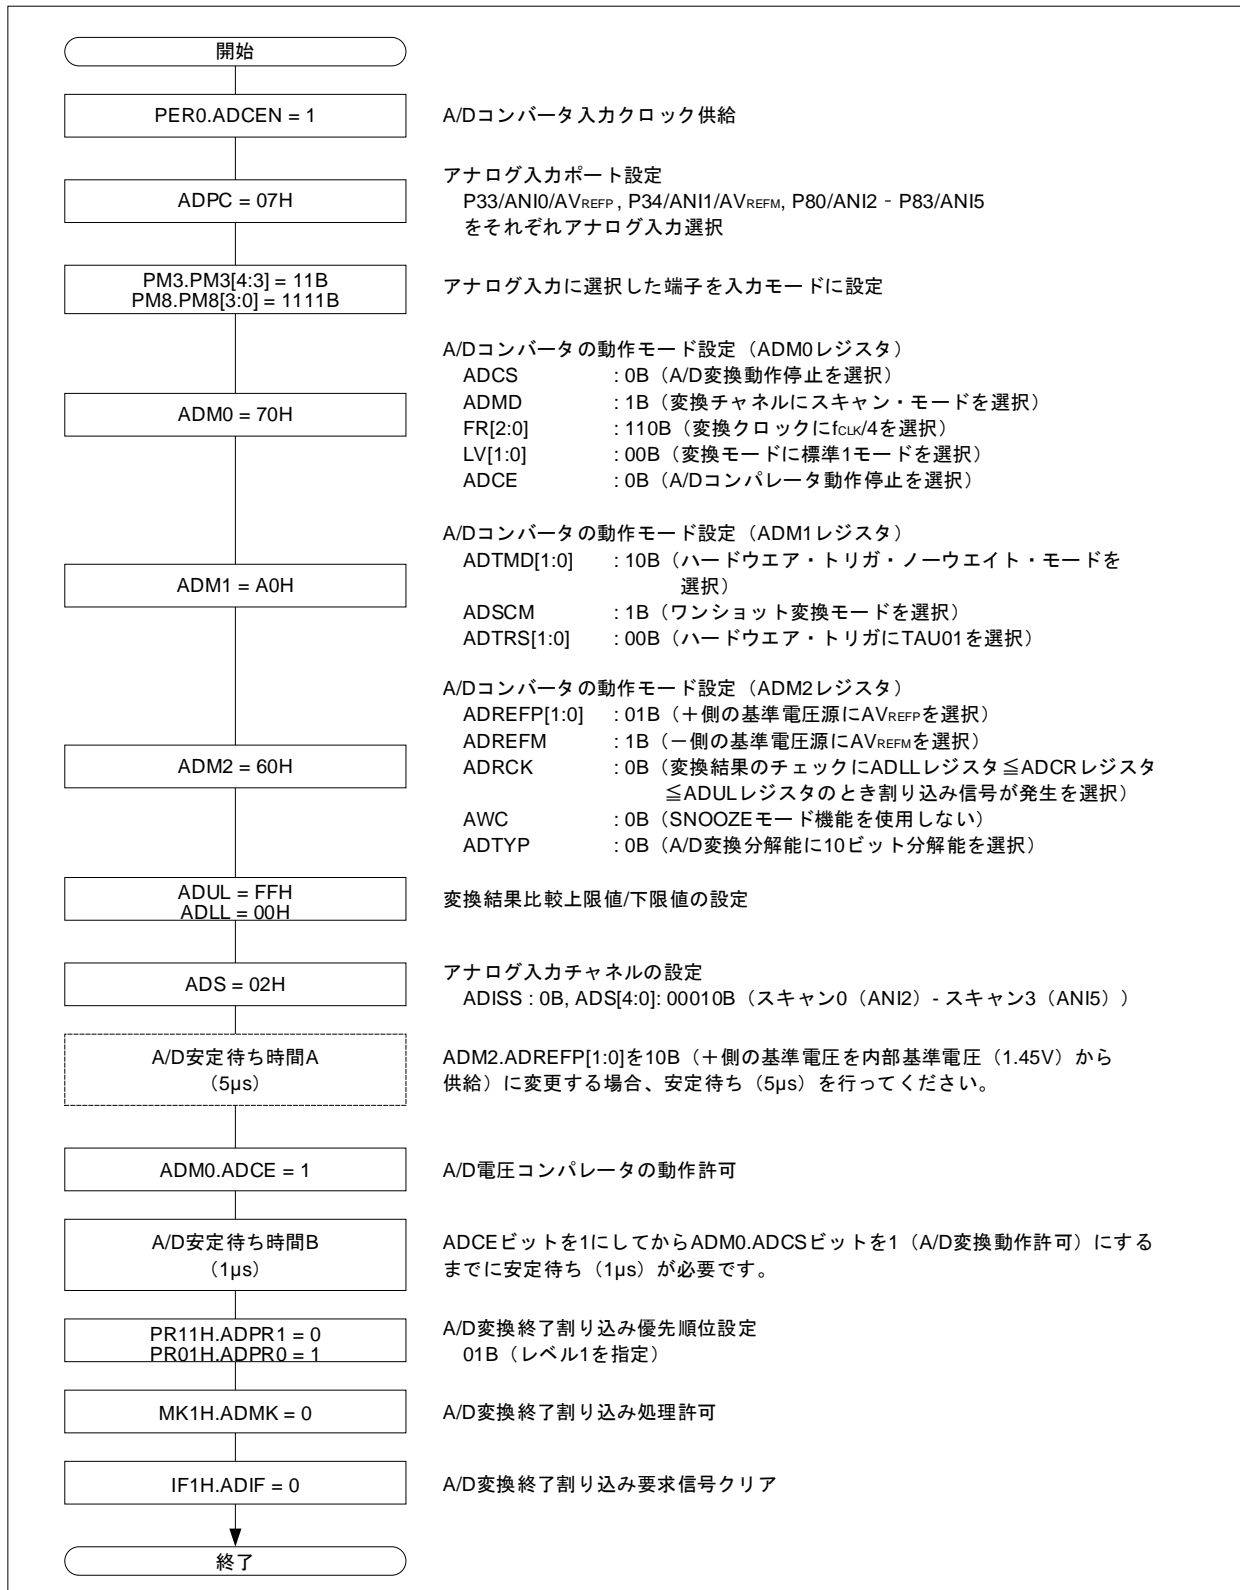 開始
PER0.ADCEN = 1
A/Dコンバータ入力クロック供給
ADPC = 07H
アナログ入力ポート設定
P33/ANI0/AVREFP , P34/ANI1/AVREFM, P80/ANI2 - P83/ANI5
をそれぞれアナログ入力選択
PM3.PM3[4:3] = 11B
PM8.PM8[3:0] = 1111B
アナログ入力に選択した端子を入力モードに設定
ADM0 = 70H
A/Dコンバータの動作モード設定（ADM0レジスタ）
ADCS : 0B（A/D変換動作停止を選択）
ADMD : 1B（変換チャネルにスキャン・モードを選択）
FR[2:0] : 110B（変換クロックにfCLK/4を選択）
LV[1:0] : 00B（変換モードに標準1モードを選択）
ADCE : 0B（A/Dコンパレータ動作停止を選択）
ADM1 = A0H
A/Dコンバータの動作モード設定（ADM1レジスタ）
ADTMD[1:0] : 10B（ハードウエア・トリガ・ノーウエイト・モードを
選択）
ADSCM : 1B（ワンショット変換モードを選択）
ADTRS[1:0] : 00B（ハードウエア・トリガにTAU01を選択）
ADM2 = 60H
A/Dコンバータの動作モード設定（ADM2レジスタ）
ADREFP[1:0] : 01B（＋側の基準電圧源にAVREFPを選択）
ADREFM : 1B（－側の基準電圧源にAVREFMを選択）
ADRCK : 0B（変換結果のチェックにADLLレジスタ≦ADCRレジスタ
≦ADULレジスタのとき割り込み信号が発生を選択）
AWC : 0B（SNOOZEモード機能を使用しない）
ADTYP : 0B（A/D変換分解能に10ビット分解能を選択）
ADUL = FFH
ADLL = 00H
変換結果比較上限値/下限値の設定
ADS = 02H
アナログ入力チャネルの設定
ADISS : 0B, ADS[4:0]: 00010B（スキャン0（ANI2）- スキャン3（ANI5））
A/D安定待ち時間A
（5μs）
ADM2.ADREFP[1:0]を10B（＋側の基準電圧を内部基準電圧（1.45V）から
供給）に変更する場合、安定待ち（5μs）を行ってください。
ADM0.ADCE = 1
A/D電圧コンパレータの動作許可
A/D安定待ち時間B
（1μs）
ADCEビットを1にしてからADM0.ADCSビットを1（A/D変換動作許可）にする
までに安定待ち（1μs）が必要です。
PR11H.ADPR1 = 0
PR01H.ADPR0 = 1
A/D変換終了割り込み優先順位設定
01B（レベル1を指定）
MK1H.ADMK = 0
A/D変換終了割り込み処理許可
IF1H.ADIF = 0
A/D変換終了割り込み要求信号クリア
終了